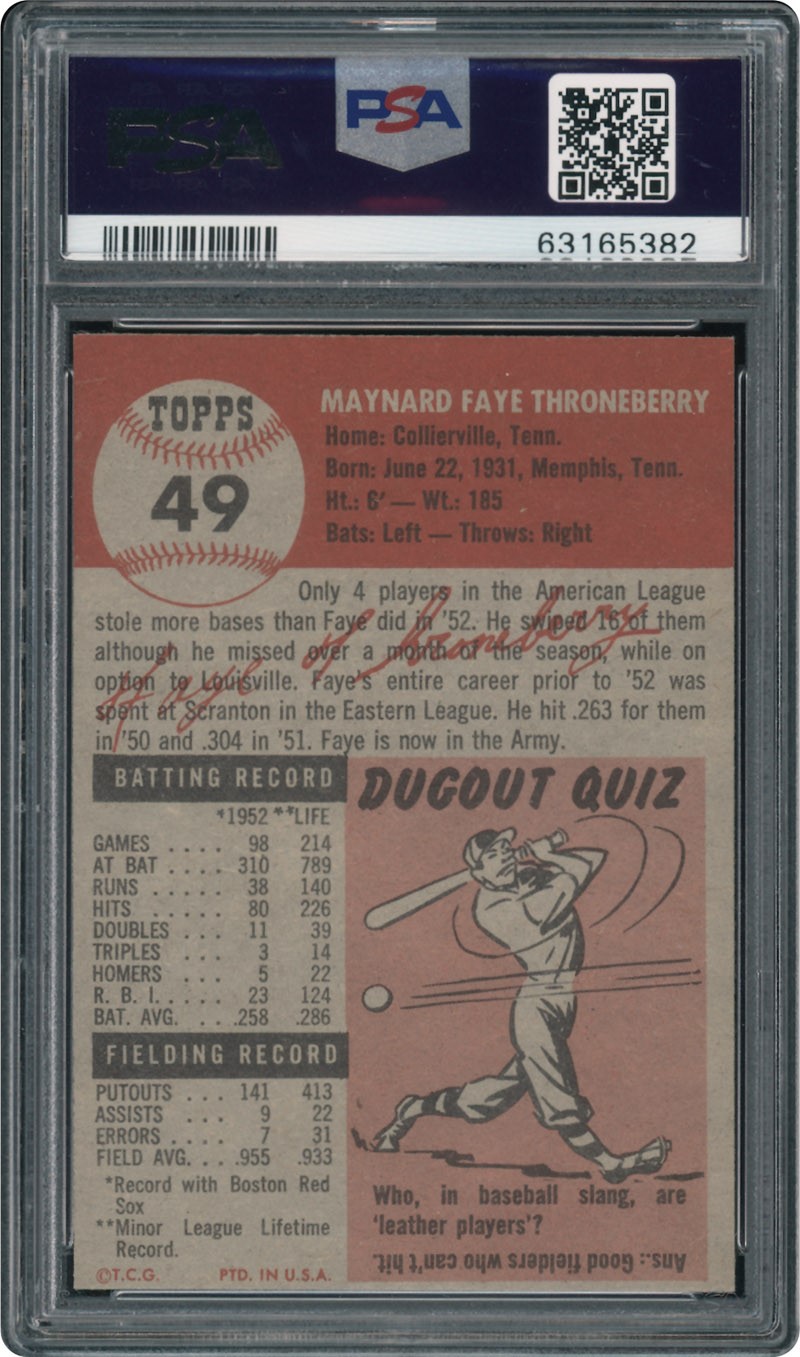 PSA
PSA
63165382
TOPPS
49
MAYNARD FAYE THRONEBERRY
Home: Collierville, Tenn.
Born: June 22, 1931, Memphis, Tenn.
Ht.: 6' — Wt.: 185
Bats: Left — Throws: Right
Only 4 players in the American League
stole more bases than Faye did in '52. He swiped 16 of them
although he missed over a month of the season, while on
option to Louisville. Faye's entire career prior to '52 was
spent at Scranton in the Eastern League. He hit .263 for them
in '50 and .304 in '51. Faye is now in the Army.
Faye Throneberry
BATTING RECORD
*1952 **LIFE
GAMES .... 98 214
AT BAT .... 310 789
RUNS ..... 38 140
HITS ..... 80 226
DOUBLES ... 11 39
TRIPLES ... 3 14
HOMERS ... 5 22
R. B. I. .... 23 124
BAT. AVG. ... .258 .286
FIELDING RECORD
PUTOUTS ... 141 413
ASSISTS ... 9 22
ERRORS .... 7 31
FIELD AVG. ... .955 .933
*Record with Boston Red
Sox
**Minor League Lifetime
Record.
©T.C.G. PTD. IN U.S.A.
DUGOUT QUIZ
Who, in baseball slang, are
'leather players'?
Ans.: Good fielders who can't hit.